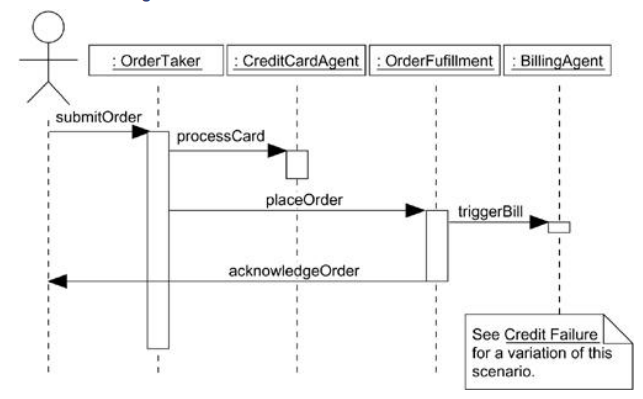 : OrderTaker
: CreditCardAgent
: OrderFufillment
: BillingAgent
submitOrder
processCard
placeOrder
triggerBill
acknowledgeOrder
See Credit Failure
for a variation of this
scenario.